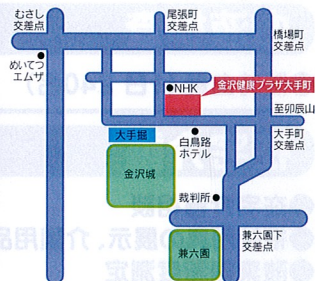 むさし
交差点
尾張町
交差点
橋場町
交差点
めいてつ
エムザ
NHK
金沢健康プラザ大手町
至卯辰山
大手堀
白鳥路
ホテル
大手町
交差点
金沢城
裁判所
兼六園
兼六園下
交差点